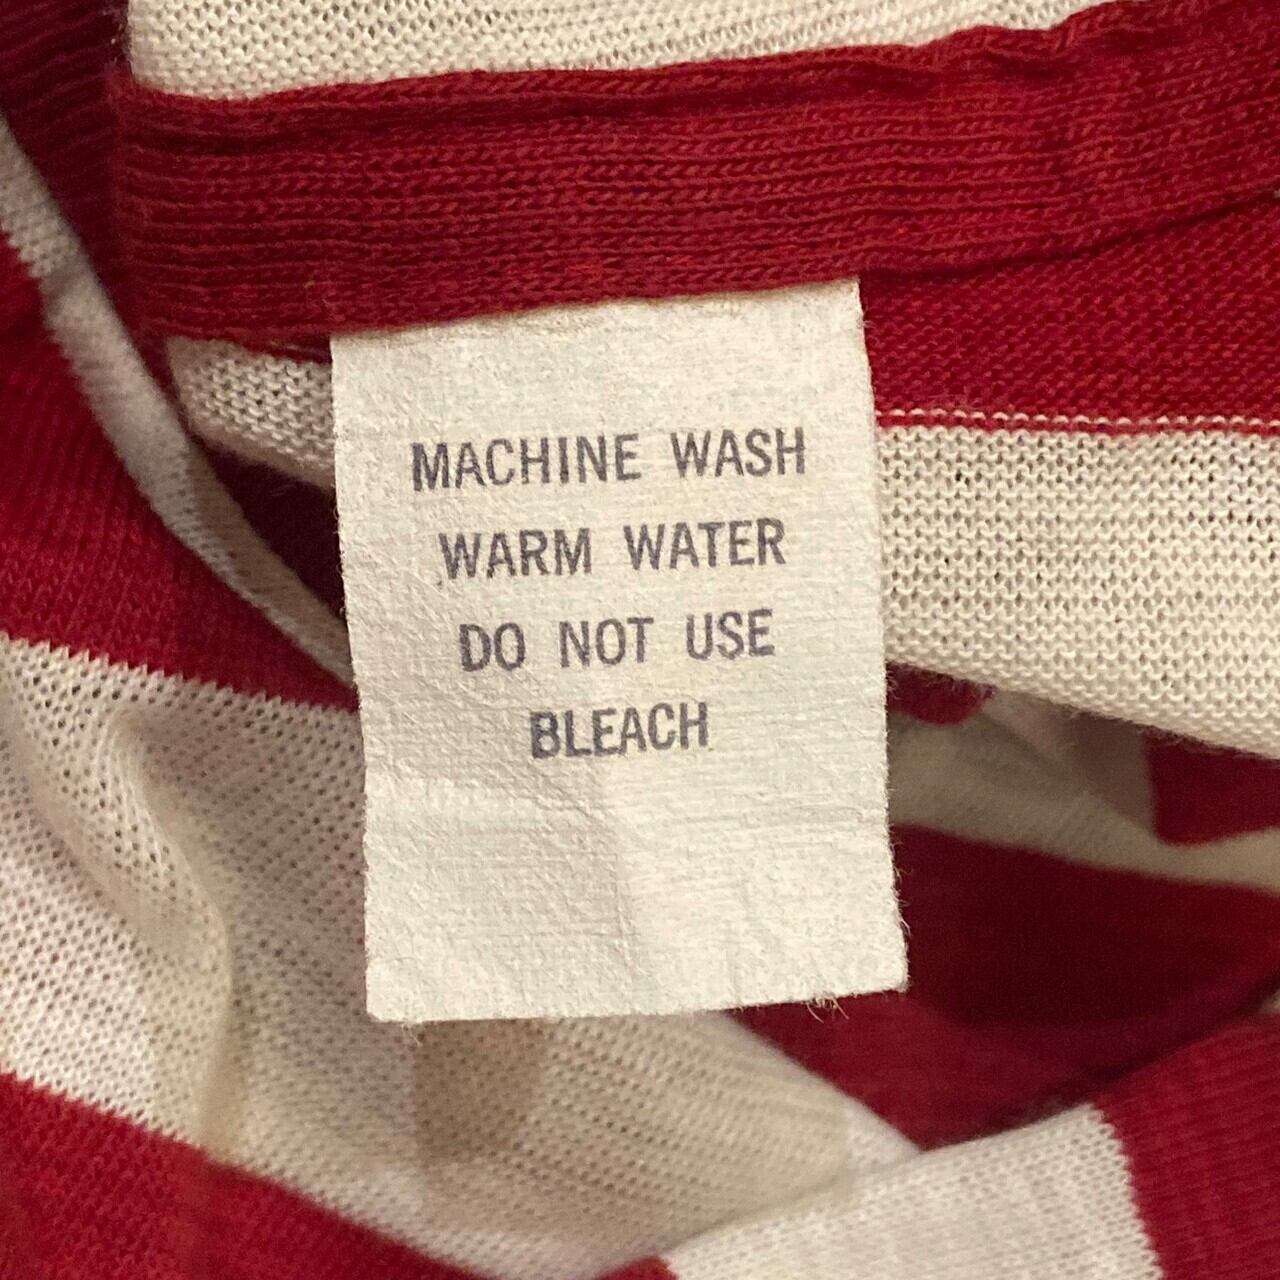 MACHINE WASH
WARM WATER
DO NOT USE
BLEACH